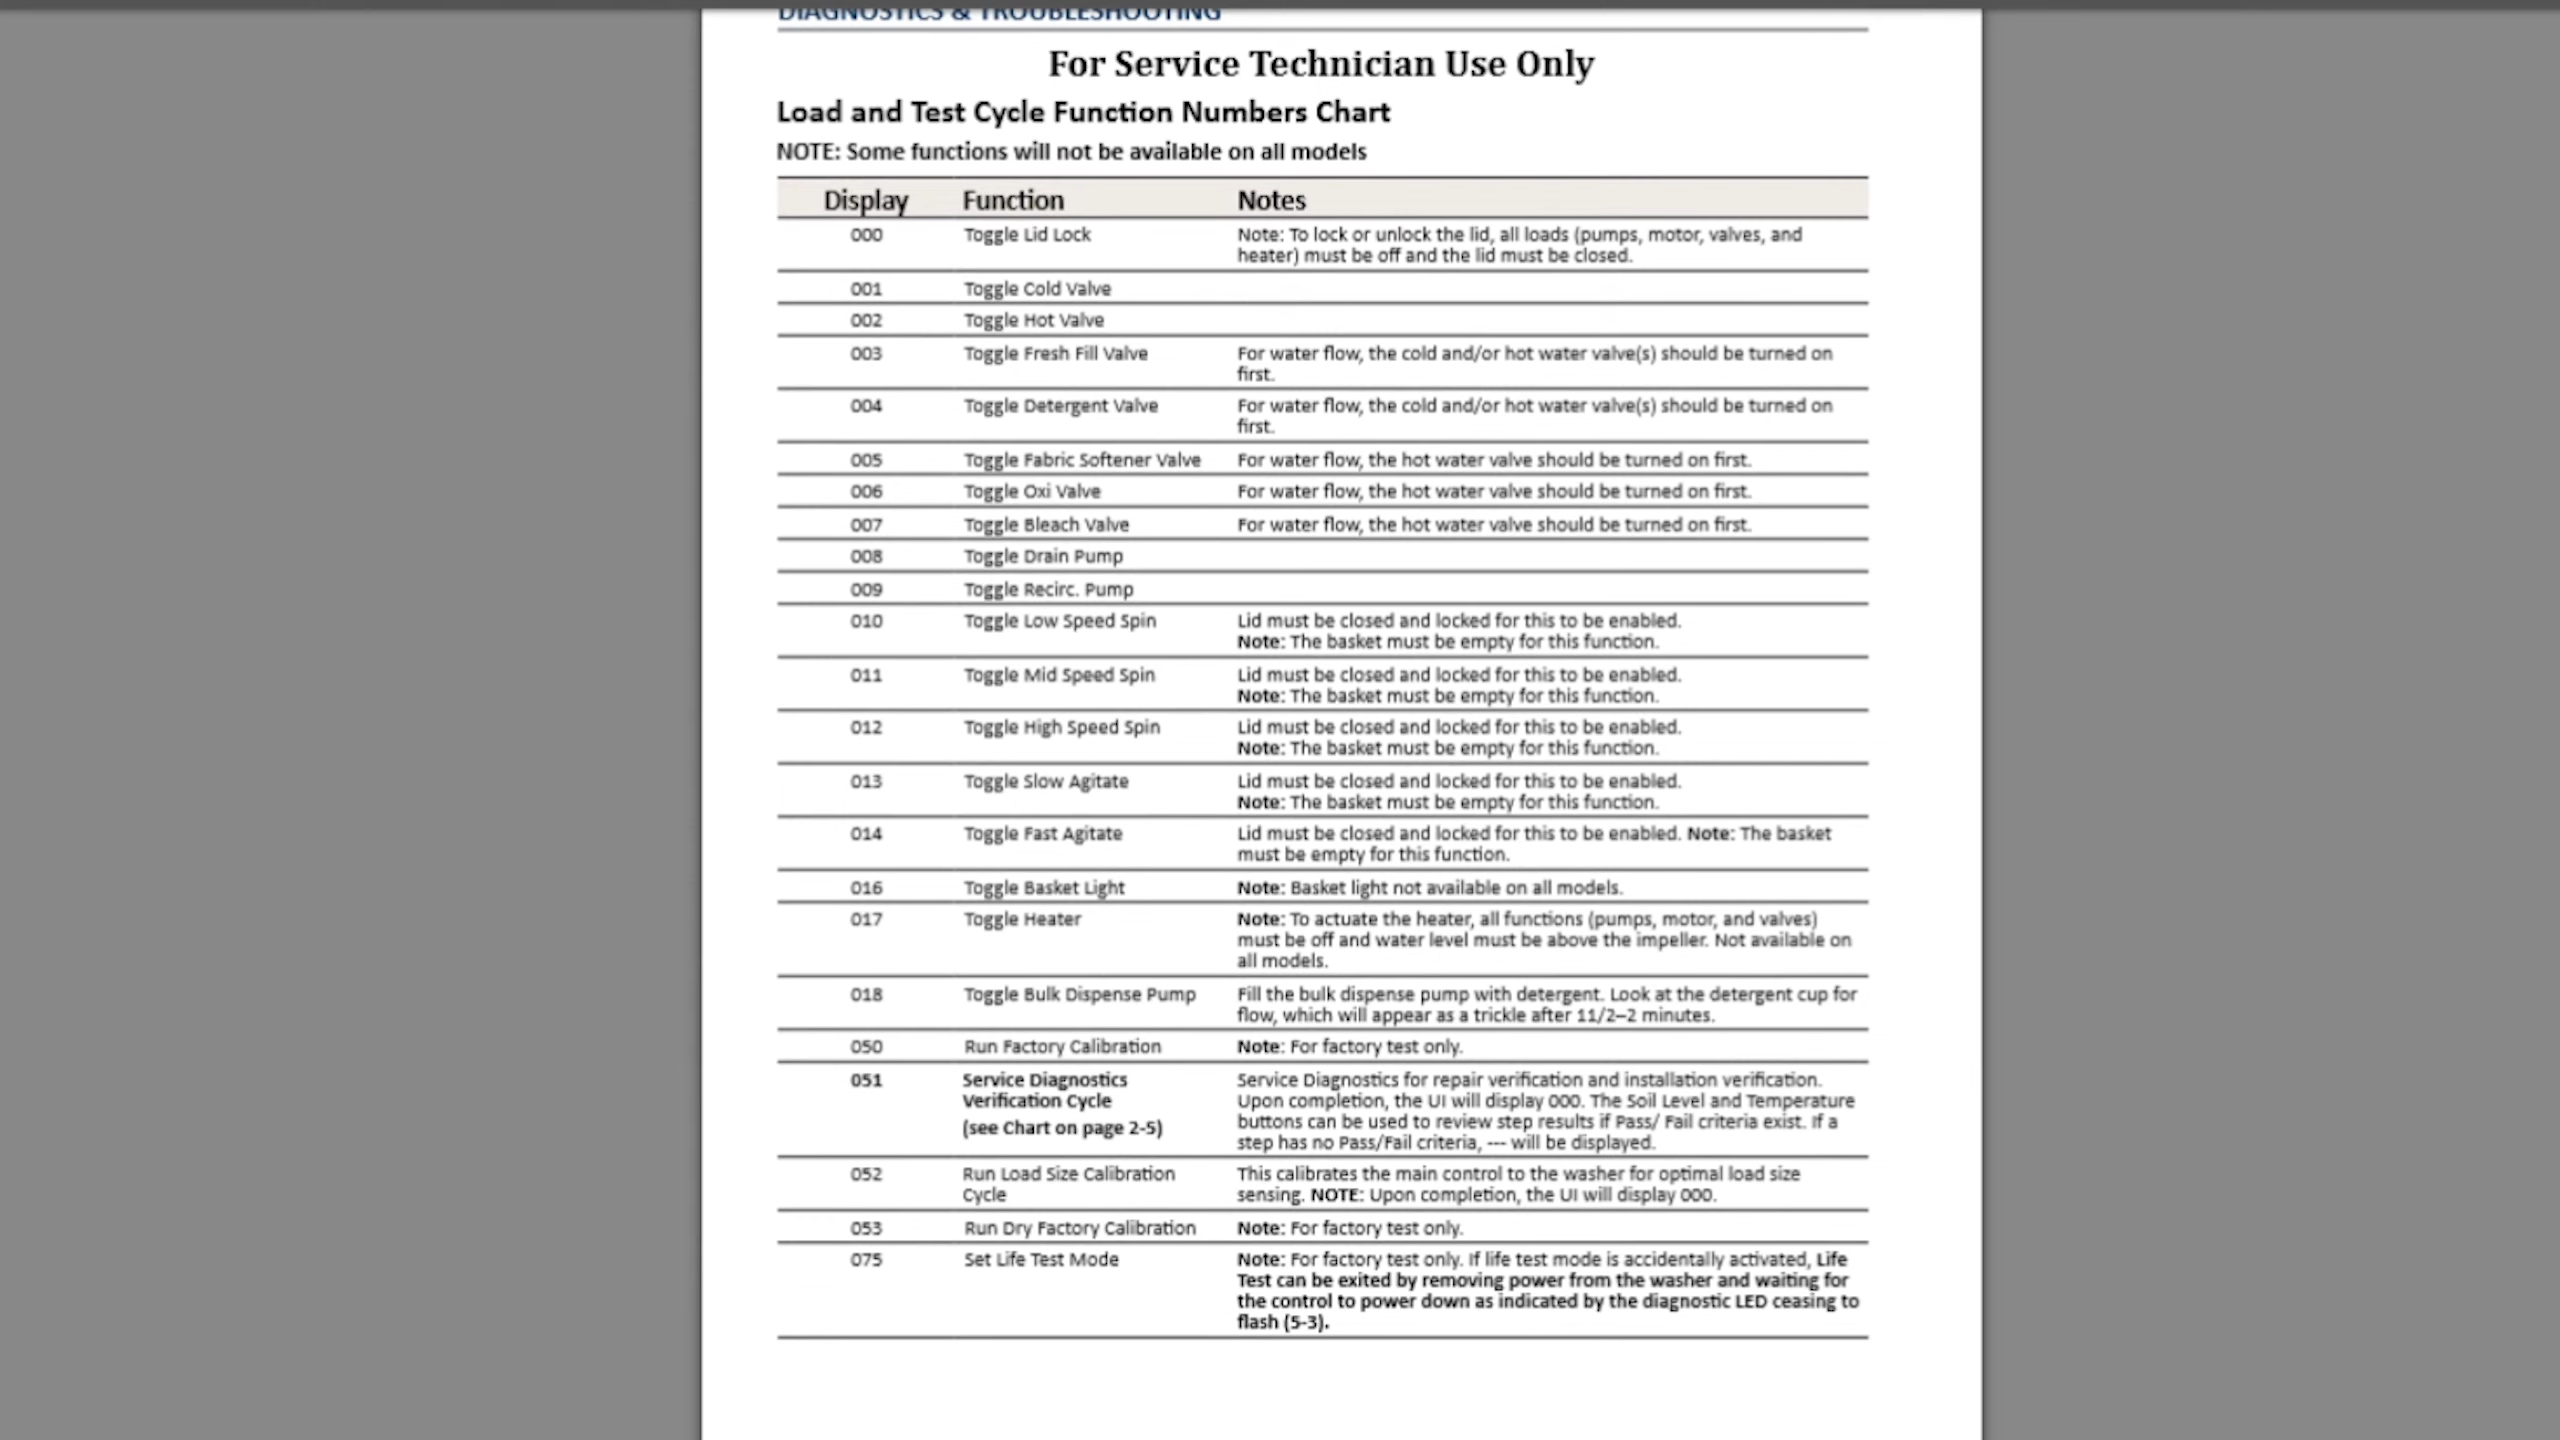 DIAGNOSTICS & TROUBLESHOOTING
For Service Technician Use Only
Load and Test Cycle Function Numbers Chart
NOTE: Some functions will not be available on all models
Display Function Notes
000 Toggle Lid Lock Note: To lock or unlock the lid, all loads (pumps, motor, valves, and
heater) must be off and the lid must be closed.
001 Toggle Cold Valve
002 Toggle Hot Valve
003 Toggle Fresh Fill Valve For water flow, the cold and/or hot water valve(s) should be turned on
first.
004 Toggle Detergent Valve For water flow, the cold and/or hot water valve(s) should be turned on
first.
005 Toggle Fabric Softener Valve For water flow, the hot water valve should be turned on first.
006 Toggle Oxi Valve For water flow, the hot water valve should be turned on first.
007 Toggle Bleach Valve For water flow, the hot water valve should be turned on first.
008 Toggle Drain Pump
009 Toggle Recirc. Pump
010 Toggle Low Speed Spin Lid must be closed and locked for this to be enabled.
Note: The basket must be empty for this function.
011 Toggle Mid Speed Spin Lid must be closed and locked for this to be enabled.
Note: The basket must be empty for this function.
012 Toggle High Speed Spin Lid must be closed and locked for this to be enabled.
Note: The basket must be empty for this function.
013 Toggle Slow Agitate Lid must be closed and locked for this to be enabled.
Note: The basket must be empty for this function.
014 Toggle Fast Agitate Lid must be closed and locked for this to be enabled. Note: The basket
must be empty for this function.
016 Toggle Basket Light Note: Basket light not available on all models.
017 Toggle Heater Note: To actuate the heater, all functions (pumps, motor, and valves)
must be off and water level must be above the impeller. Not available on
all models.
018 Toggle Bulk Dispense Pump Fill the bulk dispense pump with detergent. Look at the detergent cup for
flow, which will appear as a trickle after 11/2–2 minutes.
050 Run Factory Calibration Note: For factory test only.
051 Service Diagnostics Service Diagnostics for repair verification and installation verification.
Verification Cycle Upon completion, the UI will display 000. The Soil Level and Temperature
(see Chart on page 2-5) buttons can be used to review step results if Pass/ Fail criteria exist. If a
step has no Pass/Fail criteria, --- will be displayed.
052 Run Load Size Calibration This calibrates the main control to the washer for optimal load size
Cycle sensing. NOTE: Upon completion, the UI will display 000.
053 Run Dry Factory Calibration Note: For factory test only.
075 Set Life Test Mode Note: For factory test only. If life test mode is accidentally activated, Life
Test can be exited by removing power from the washer and waiting for
the control to power down as indicated by the diagnostic LED ceasing to
flash (5-3).